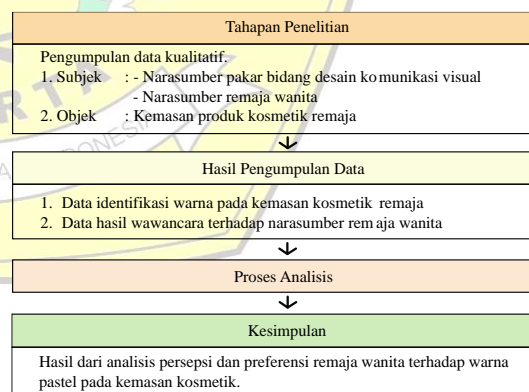 Tahapan Penelitian
Pengumpulan data kualitatif.
1. Subjek : - Narasumber pakar bidang desain komunikasi visual
- Narasumber remaja wanita
2. Objek : Kemasan produk kosmetik remaja
Hasil Pengumpulan Data
1. Data identifikasi warna pada kemasan kosmetik remaja
2. Data hasil wawancara terhadap narasumber remaja wanita
Proses Analisis
Kesimpulan
Hasil dari analisis persepsi dan preferensi remaja wanita terhadap warna
pastel pada kemasan kosmetik.